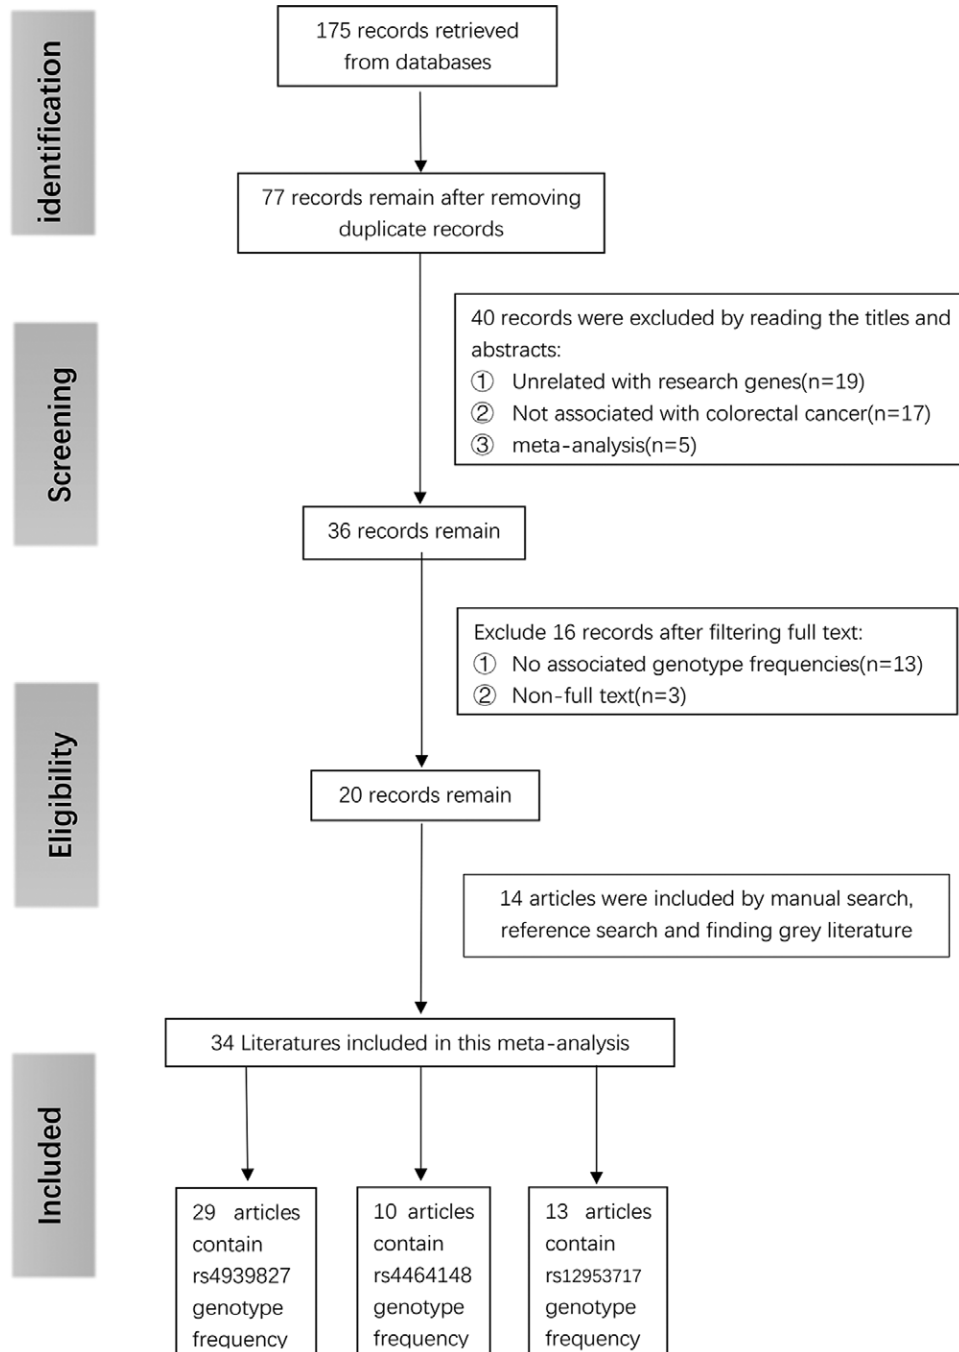 identification
175 records retrieved
from databases
77 records remain after removing
duplicate records
Screening
40 records were excluded by reading the titles and
abstracts:
① Unrelated with research genes(n=19)
② Not associated with colorectal cancer(n=17)
③ meta-analysis(n=5)
36 records remain
Exclude 16 records after filtering full text:
① No associated genotype frequencies(n=13)
② Non-full text(n=3)
Eligibility
20 records remain
14 articles were included by manual search,
reference search and finding grey literature
34 Literatures included in this meta-analysis
Included
29 articles
contain
rs4939827
genotype
frequency
10 articles
contain
rs4464148
genotype
frequency
13 articles
contain
rs12953717
genotype
frequency